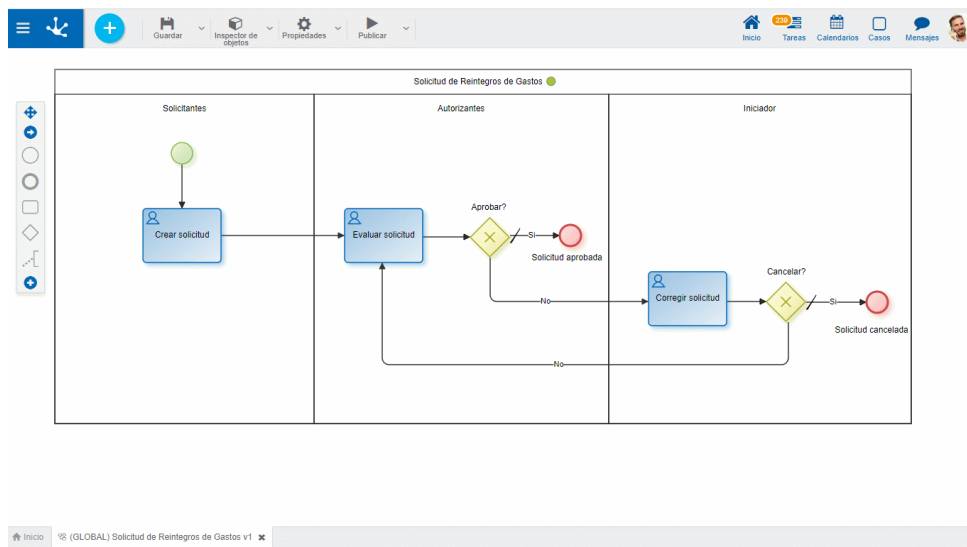 Guardar
Inspector de
objetos
Propiedades
Publicar
Inicio
239
Tareas
Calendarios
Casos
Mensajes
Solicitud de Reintegros de Gastos
Solicitantes
Autorizantes
Iniciador
Crear solicitud
Evaluar solicitud
Aprobar?
Si
Solicitud aprobada
No
Corregir solicitud
Cancelar?
Si
Solicitud cancelada
No
Inicio
(GLOBAL) Solicitud de Reintegros de Gastos v1